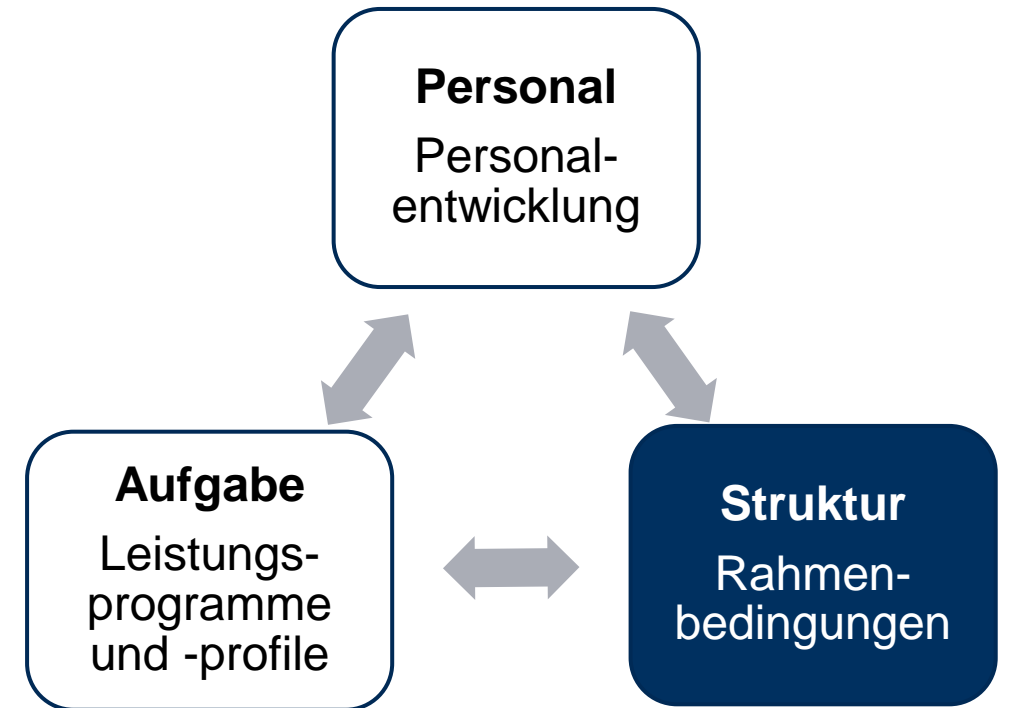 Personal
Personal-
entwicklung
Aufgabe
Leistungs-
programme
und -profile
Struktur
Rahmen-
bedingungen